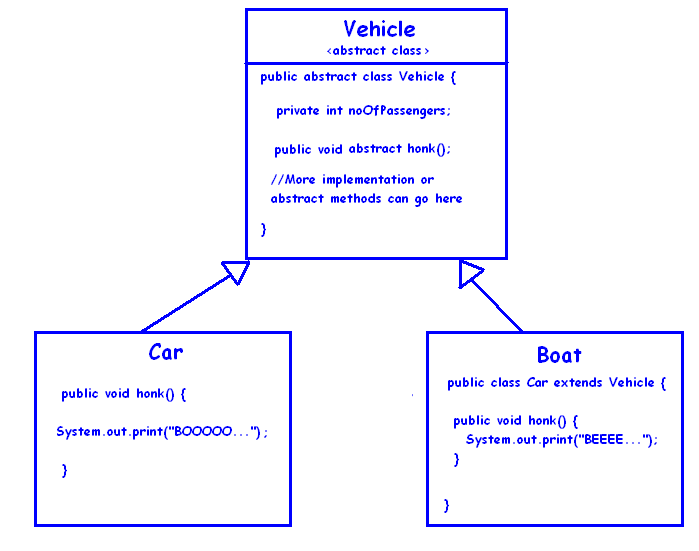 Vehicle
<abstract class>
public abstract class Vehicle {
private int noOfPassengers;
public void abstract honk();
//More implementation or
abstract methods can go here
}
Car
public void honk() {
System.out.print("BOOOOO...");
}
Boat
public class Car extends Vehicle {
public void honk() {
System.out.print("BEEEE...");
}
}